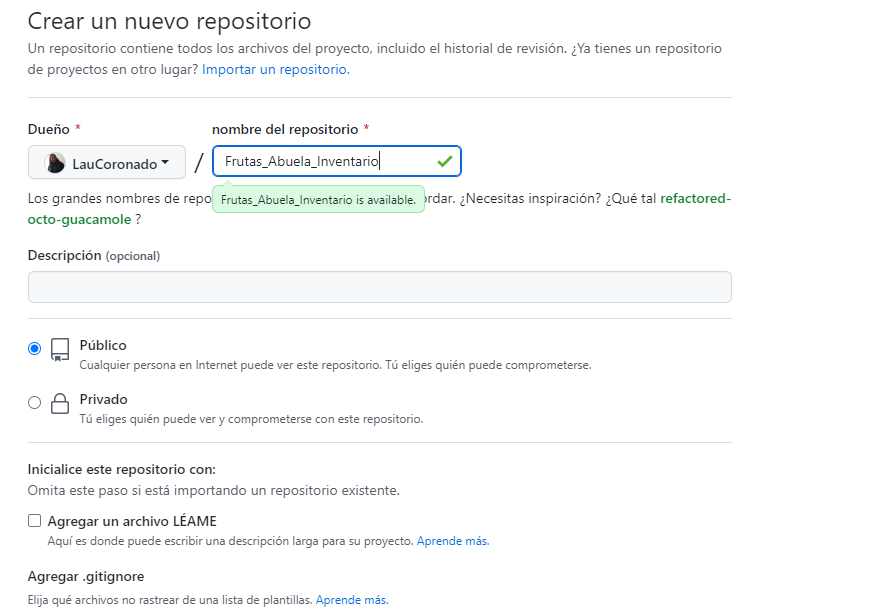 Crear un nuevo repositorio
Un repositorio contiene todos los archivos del proyecto, incluido el historial de revisión. ¿Ya tienes un repositorio
de proyectos en otro lugar? Importar un repositorio.
Dueño *
nombre del repositorio *
LauCoronado
/
Frutas_Abuela_Inventario
Frutas_Abuela_Inventario is available.
Los grandes nombres de ¿Necesitas inspiración? ¿Qué tal refactored-
octo-guacamole ?
Descripción (opcional)
Público
Cualquier persona en Internet puede ver este repositorio. Tú eliges quién puede comprometerse.
Privado
Tú eliges quién puede ver y comprometerse con este repositorio.
Inicialice este repositorio con:
Omita este paso si está importando un repositorio existente.
Agregar un archivo LÉAME
Aquí es donde puede escribir una descripción larga para su proyecto. Aprende más.
Agregar .gitignore
Elija qué archivos no rastrear de una lista de plantillas. Aprende más.